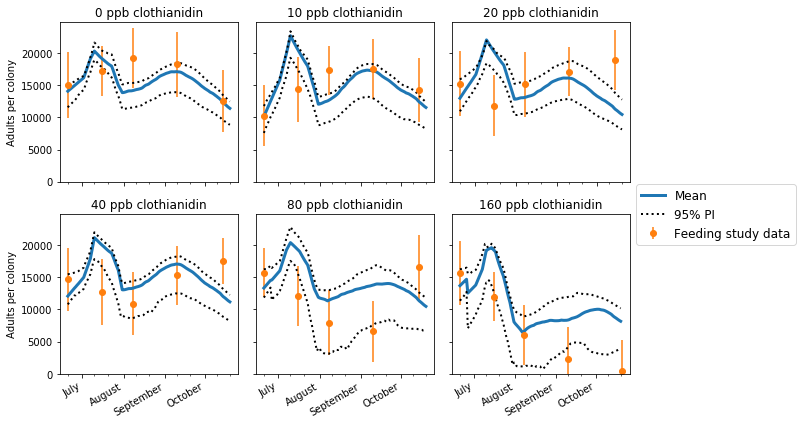 0 ppb clothianidin
10 ppb clothianidin
20 ppb clothianidin
Adults per colony
20000
15000
10000
5000
0
40 ppb clothianidin
80 ppb clothianidin
160 ppb clothianidin
Adults per colony
20000
15000
10000
5000
0
July
August
September
October
July
August
September
October
July
August
September
October
Mean
95% PI
Feeding study data